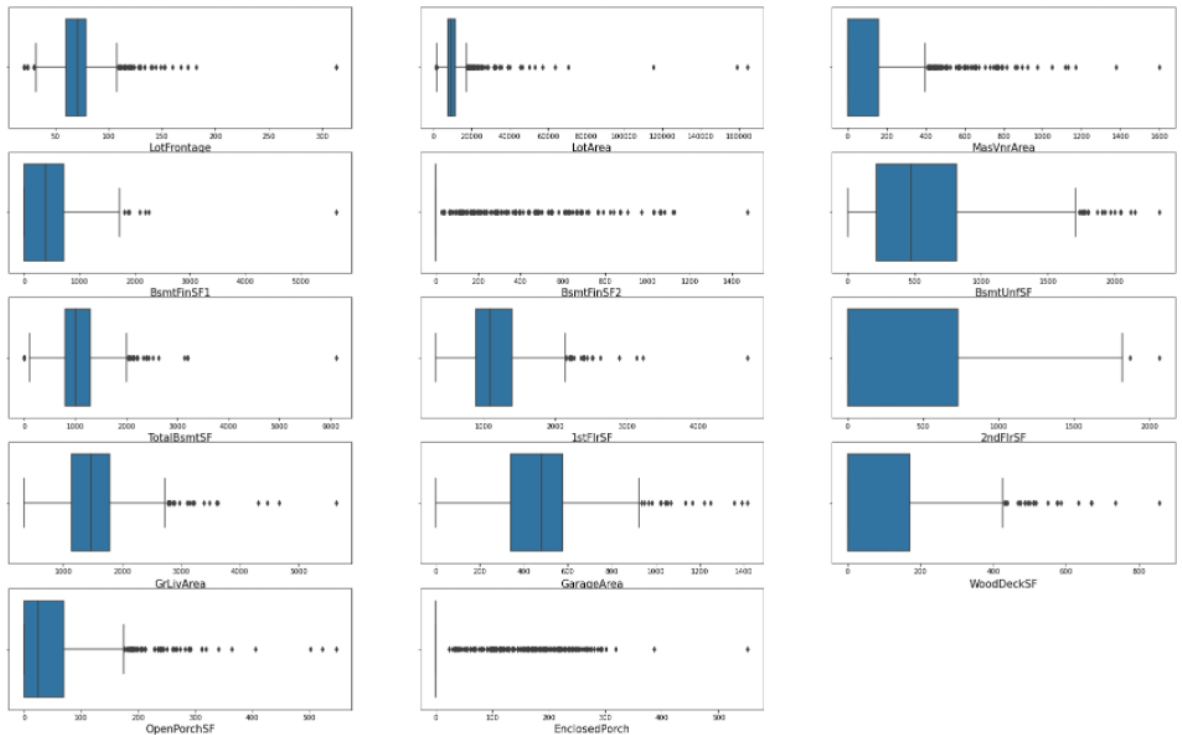 50 100 150 200 250 300
LotFrontage
0 20000 40000 60000 80000 100000 120000 140000 160000
LotArea
0 200 400 600 800 1000 1200 1400 1600
MasVnrArea
0 1000 2000 3000 4000 5000
BsmtFinSF1
0 200 400 600 800 1000 1200 1400
BsmtFinSF2
0 500 1000 1500 2000
BsmtUnfSF
0 1000 2000 3000 4000 5000 6000
TotalBsmtSF
1000 2000 3000 4000
1stFlrSF
0 500 1000 1500 2000
2ndFlrSF
1000 2000 3000 4000 5000
GrLivArea
0 200 400 600 800 1000 1200 1400
GarageArea
0 200 400 600 800
WoodDeckSF
0 100 200 300 400 500
OpenPorchSF
0 100 200 300 400 500
EnclosedPorch